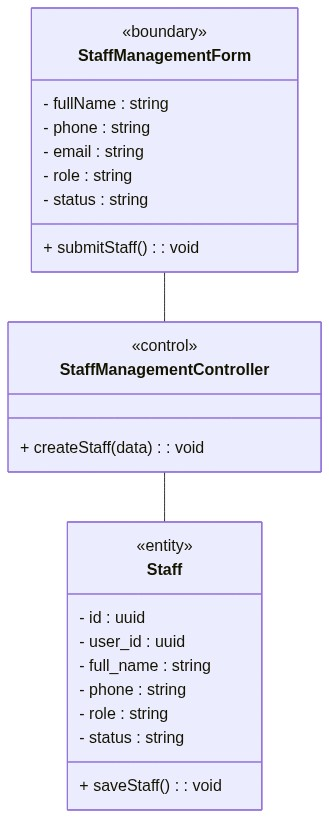 «boundary»
StaffManagementForm
- fullName : string
- phone : string
- email : string
- role : string
- status : string
+ submitStaff() : : void
«control»
StaffManagementController
+ createStaff(data) : : void
«entity»
Staff
- id : uuid
- user_id : uuid
- full_name : string
- phone : string
- role : string
- status : string
+ saveStaff() : : void